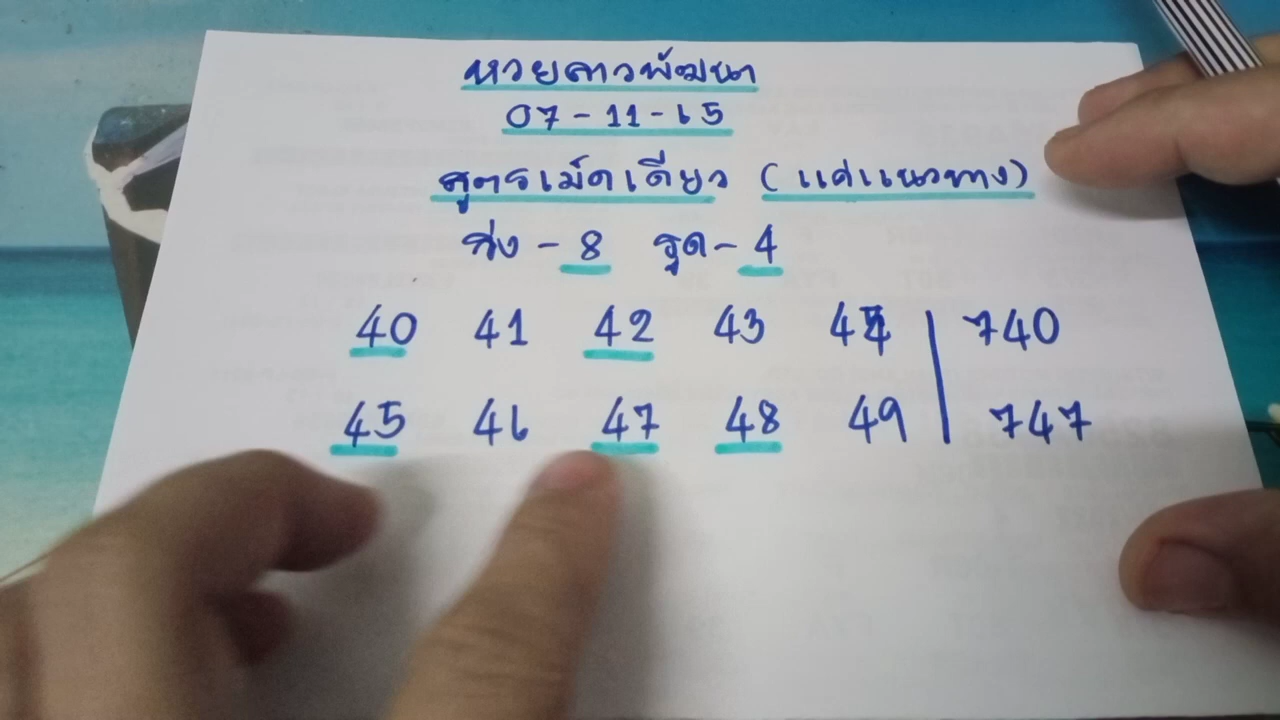 หวยลาวพัฒนา
07-11-65
สูตรเม็ดเดียว (แค่แนวทาง)
วิ่ง - 8 รูด - 4
40 41 42 43 44 | 740
45 46 47 48 49 | 747